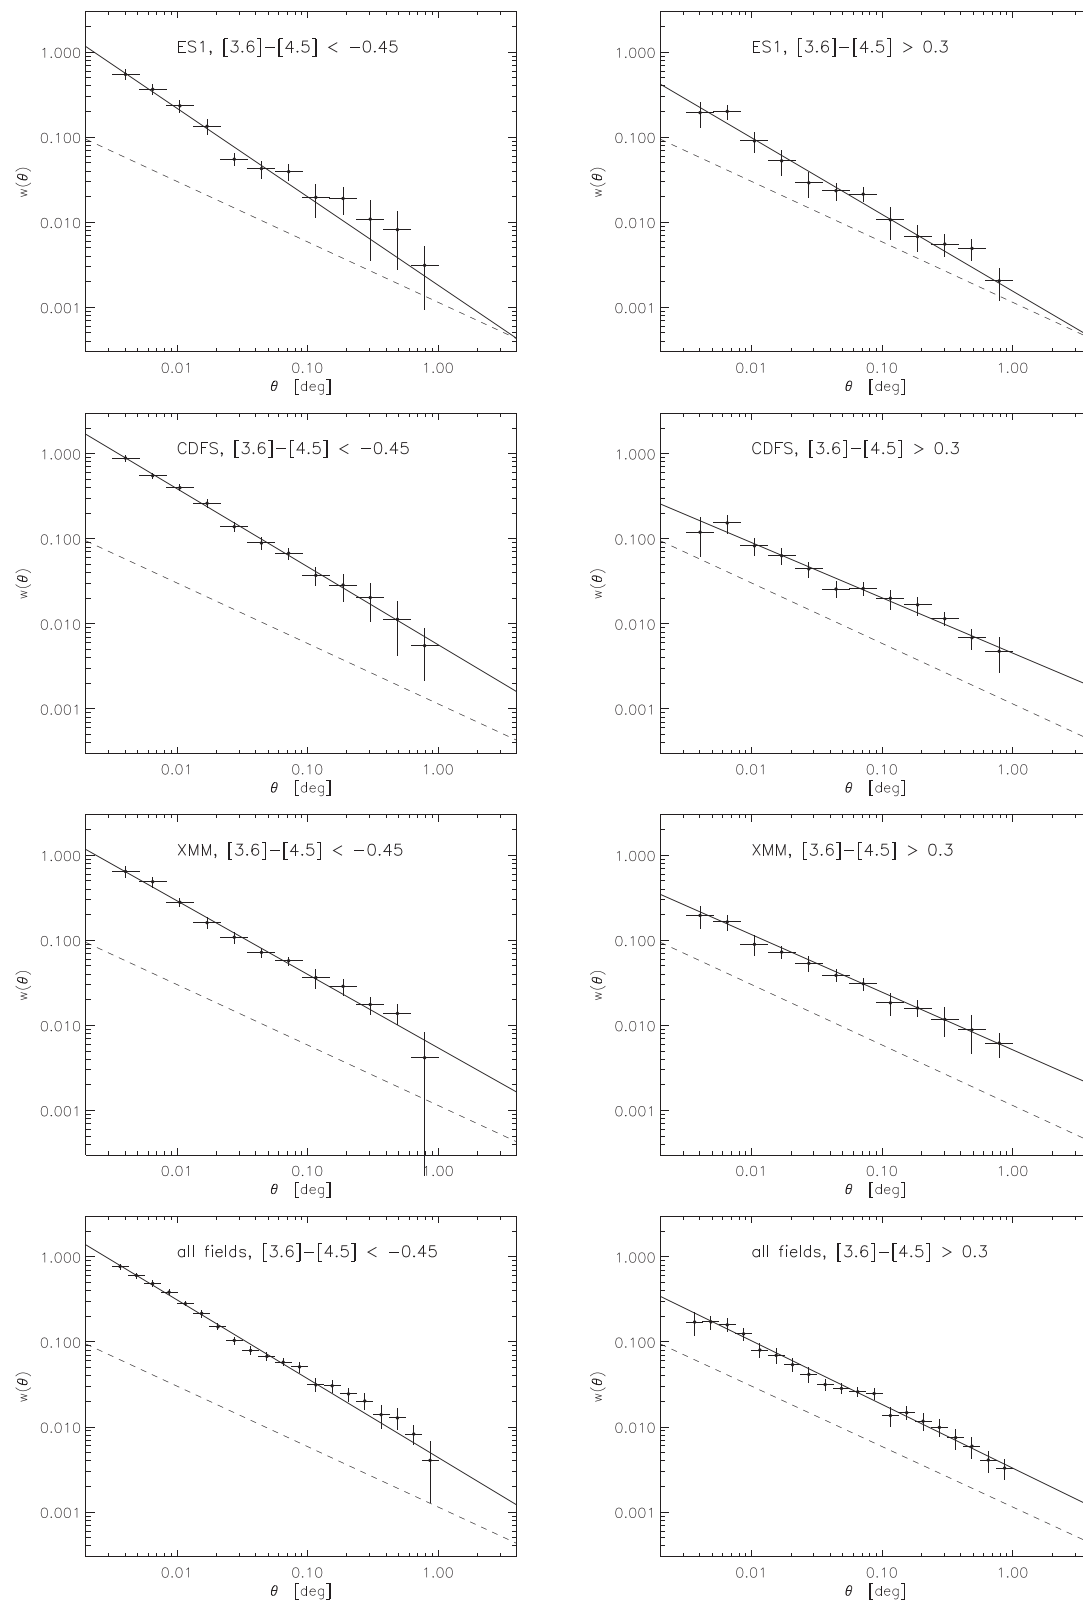 ES1, [3.6]−[4.5] < −0.45
1.000
0.100
0.010
0.001
w(θ)
0.01 0.10 1.00
θ [deg]
ES1, [3.6]−[4.5] > 0.3
1.000
0.100
0.010
0.001
w(θ)
0.01 0.10 1.00
θ [deg]
CDFS, [3.6]−[4.5] < −0.45
1.000
0.100
0.010
0.001
w(θ)
0.01 0.10 1.00
θ [deg]
CDFS, [3.6]−[4.5] > 0.3
1.000
0.100
0.010
0.001
w(θ)
0.01 0.10 1.00
θ [deg]
XMM, [3.6]−[4.5] < −0.45
1.000
0.100
0.010
0.001
w(θ)
0.01 0.10 1.00
θ [deg]
XMM, [3.6]−[4.5] > 0.3
1.000
0.100
0.010
0.001
w(θ)
0.01 0.10 1.00
θ [deg]
all fields, [3.6]−[4.5] < −0.45
1.000
0.100
0.010
0.001
w(θ)
0.01 0.10 1.00
θ [deg]
all fields, [3.6]−[4.5] > 0.3
1.000
0.100
0.010
0.001
w(θ)
0.01 0.10 1.00
θ [deg]